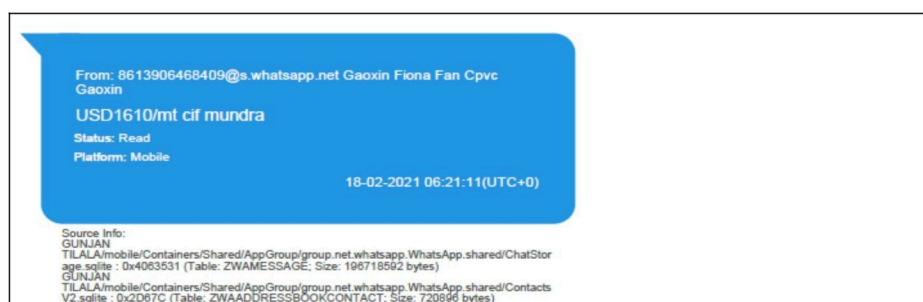 From: 8613906468409@s.whatsapp.net Gaoxin Fiona Fan Cpvc
Gaoxin
USD1610/mt cif mundra
Status: Read
Platform: Mobile
18-02-2021 06:21:11(UTC+0)
Source Info:
GUNJAN
TILALA/mobile/Containers/Shared/AppGroup/group.net.whatsapp.WhatsApp.shared/ChatStor
age.sqlite : 0x4063531 (Table: ZWAMESSAGE; Size: 196718592 bytes)
GUNJAN
TILALA/mobile/Containers/Shared/AppGroup/group.net.whatsapp.WhatsApp.shared/Contacts
V2.sqlite : 0x2D67C (Table: ZWAADDRESSBOOKCONTACT; Size: 720896 bytes)